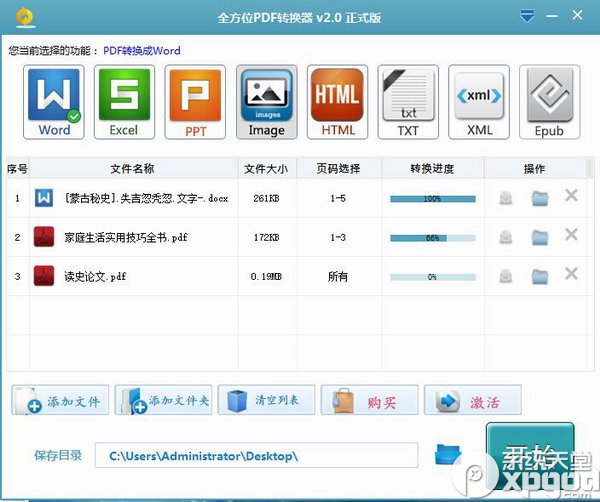 全方位PDF转换器 v2.0 正式版
您当前选择的功能： PDF转换成Word
W S P images HTML txt <xml>
Word Excel PPT Image HTML TXT XML Epub
序号 文件名称 文件大小 页码选择 转换进度 操作
1 [蒙古秘史].失吉忽秃忽.文字-.docx 261KB 1-5 100%
2 家庭生活实用技巧全书.pdf 172KB 1-3 66%
3 读史论文.pdf 0.19MB 所有 0%
添加文件 添加文件夹 清空列表 购买 激活
保存目录 C:\Users\Administrator\Desktop\ 开始
系统天堂